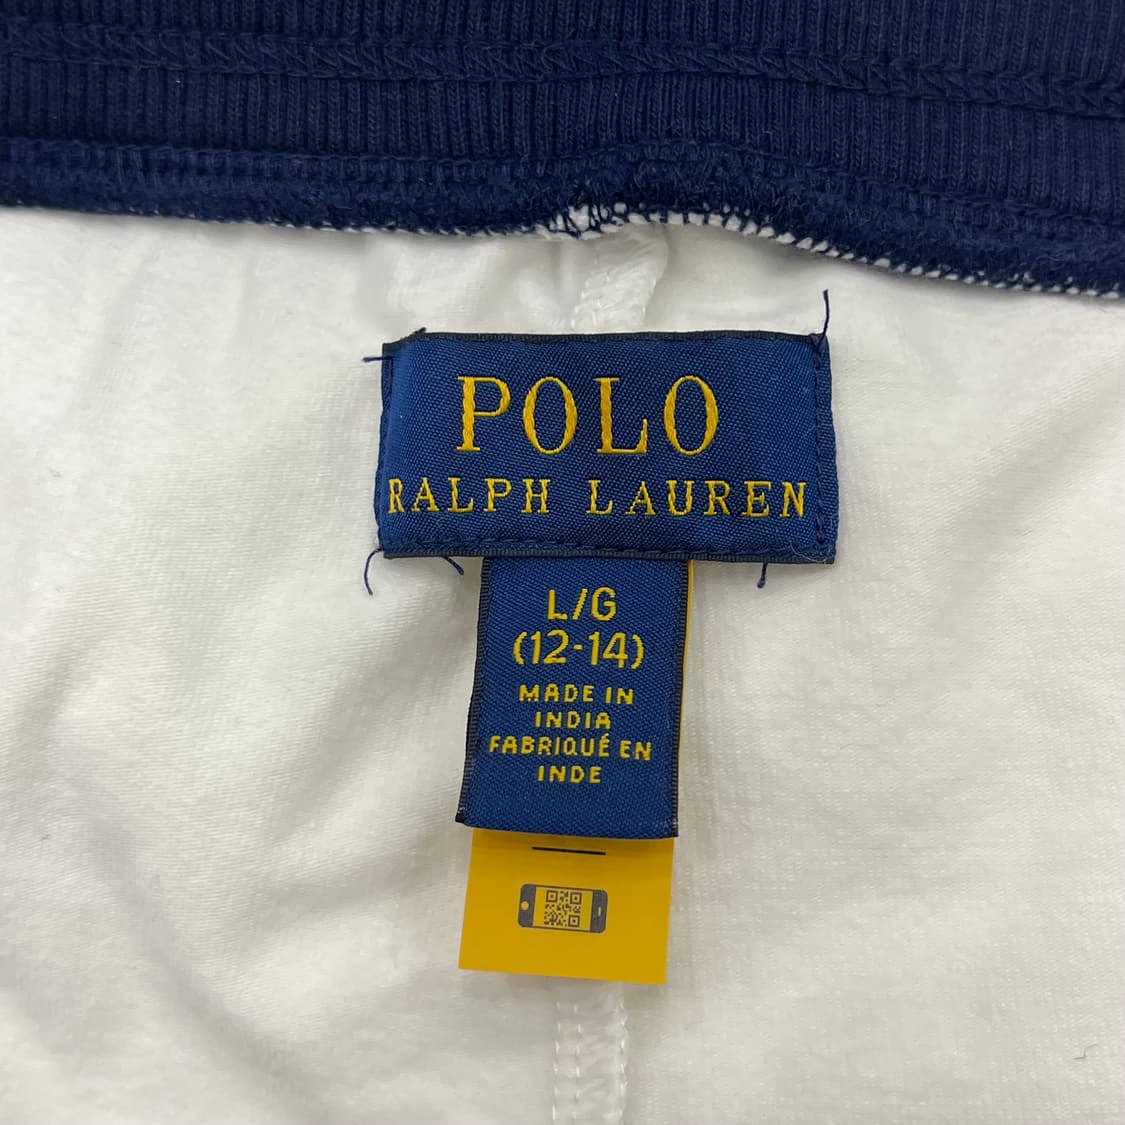 POLO
RALPH LAUREN
L/G
(12-14)
MADE IN
INDIA
FABRIQUÉ EN
INDE